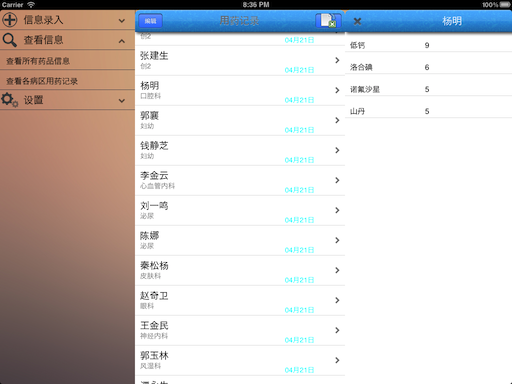 Carrier
8:36 PM
100%
信息录入
查看信息
查看所有药品信息
查看各病区用药记录
设置
编辑
创2
04月21日
张建生
创2
04月21日
杨明
口腔科
04月21日
郭襄
妇幼
04月21日
钱静芝
妇幼
04月21日
李金云
心血管内科
04月21日
刘一鸣
泌尿
04月21日
陈娜
泌尿
04月21日
秦松杨
皮肤科
04月21日
赵奇卫
眼科
04月21日
王金民
神经内科
04月21日
郭玉林
风湿科
04月21日
杨明
低钙 9
洛合碘 6
诺氟沙星 5
山丹 5